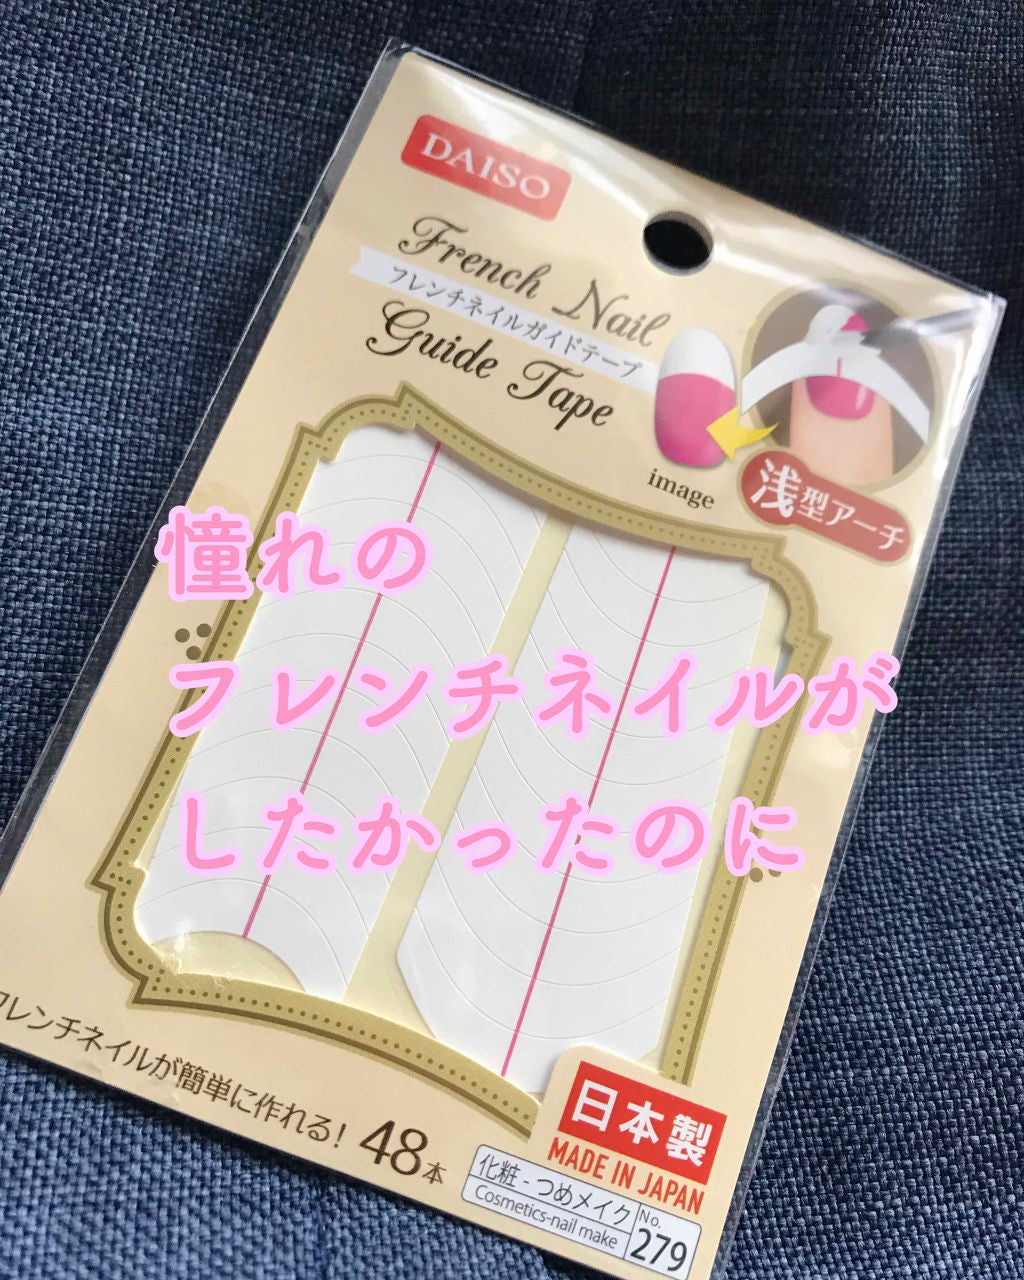 DAISO
French Nail
フレンチネイルガイドテープ
Guide Tape
image
浅型アーチ
憧れの
フレンチネイルが
したかったのに
フレンチネイルが簡単に作れる! 48本
日本製
MADE IN JAPAN
化粧-つめメイク
Cosmetics-nail make
No.
279